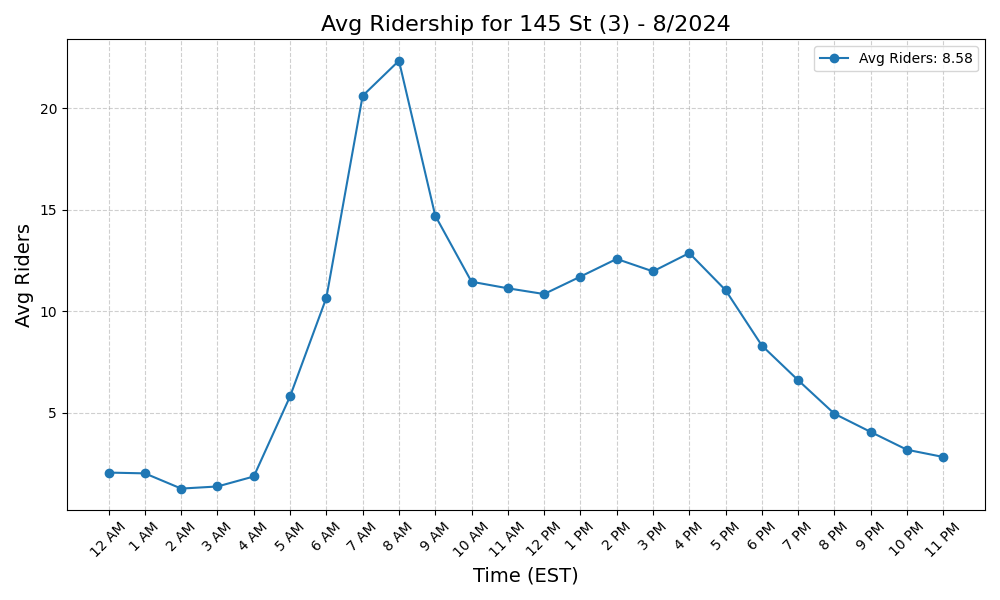 Avg Ridership for 145 St (3) - 8/2024
Avg Riders: 8.58
Avg Riders
20
15
10
5
12 AM
1 AM
2 AM
3 AM
4 AM
5 AM
6 AM
7 AM
8 AM
9 AM
10 AM
11 AM
12 PM
1 PM
2 PM
3 PM
4 PM
5 PM
6 PM
7 PM
8 PM
9 PM
10 PM
11 PM
Time (EST)